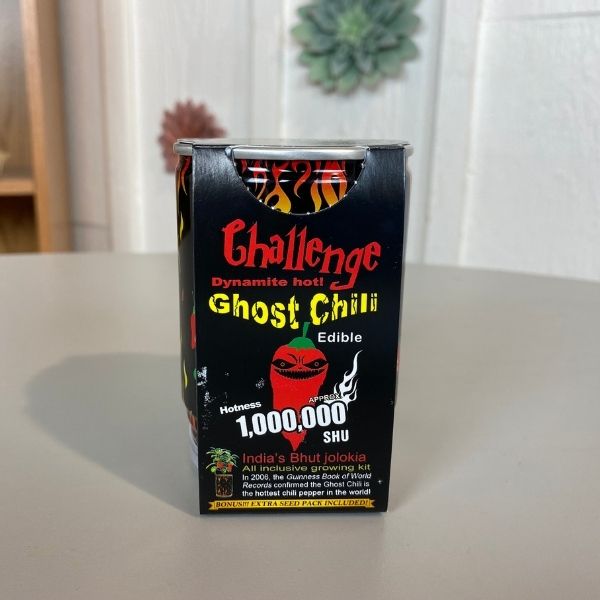 Challenge
Dynamite hot!
Ghost Chili
Edible
Hotness
APPROX
1,000,000
SHU
India's Bhut jolokia
All inclusive growing kit
In 2006, the Guinness Book of World
Records confirmed the Ghost Chili is
the hottest chili pepper in the world!
BONUS!!! EXTRA SEED PACK INCLUDED!